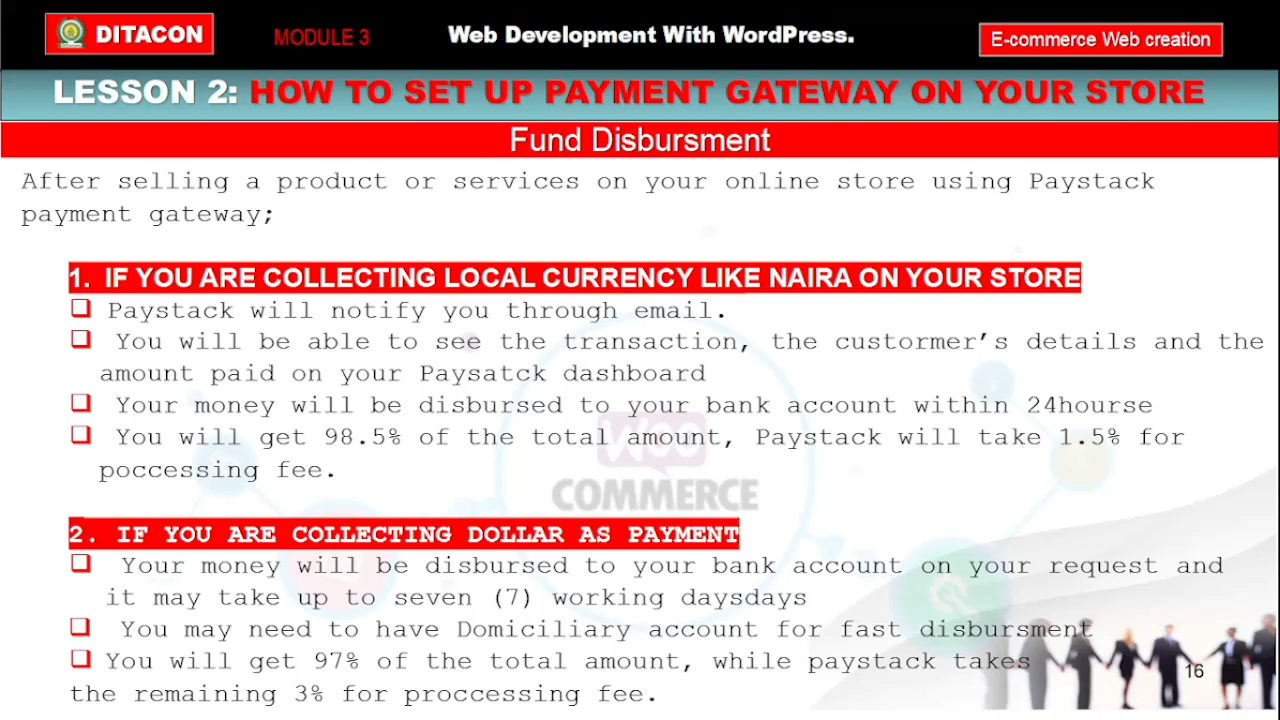 DITACON
MODULE 3
Web Development With WordPress.
E-commerce Web creation
LESSON 2: HOW TO SET UP PAYMENT GATEWAY ON YOUR STORE
Fund Disbursment
After selling a product or services on your online store using Paystack
payment gateway;
1. IF YOU ARE COLLECTING LOCAL CURRENCY LIKE NAIRA ON YOUR STORE
❑ Paystack will notify you through email.
❑ You will be able to see the transaction, the custormer’s details and the
amount paid on your Paysatck dashboard
❑ Your money will be disbursed to your bank account within 24hourse
❑ You will get 98.5% of the total amount, Paystack will take 1.5% for
poccessing fee.
WOO
COMMERCE
2. IF YOU ARE COLLECTING DOLLAR AS PAYMENT
❑ Your money will be disbursed to your bank account on your request and
it may take up to seven (7) working daysdays
❑ You may need to have Domiciliary account for fast disbursment
❑ You will get 97% of the total amount, while paystack takes
the remaining 3% for proccessing fee.
16